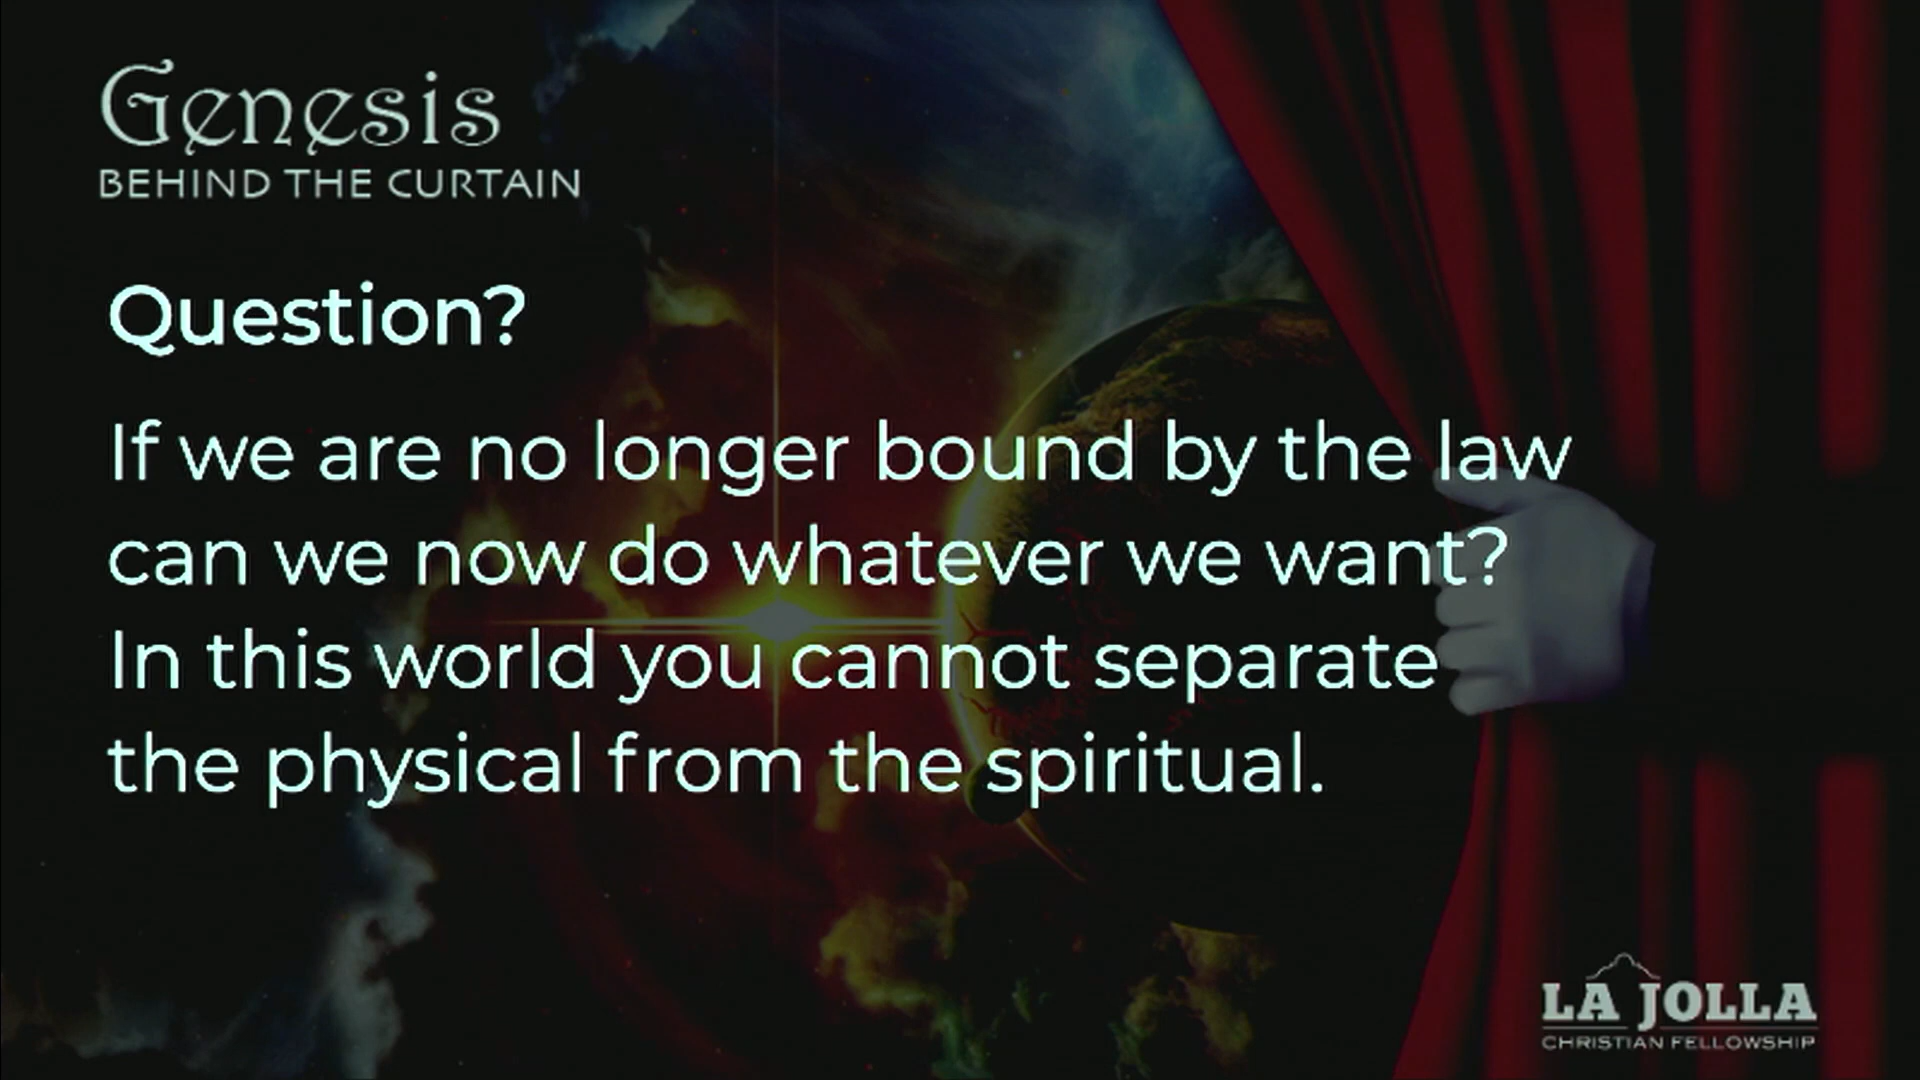 Genesis
BEHIND THE CURTAIN
Question?
If we are no longer bound by the law
can we now do whatever we want?
In this world you cannot separate
the physical from the spiritual.
LA JOLLA
CHRISTIAN FELLOWSHIP